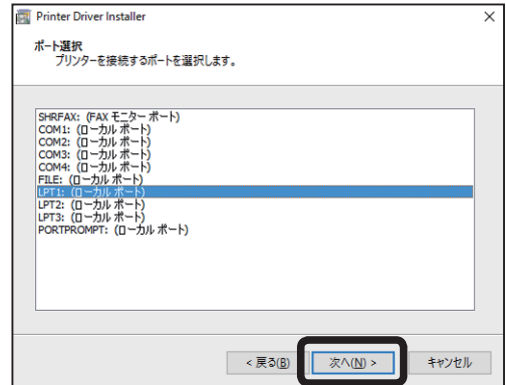 Printer Driver Installer
ポート選択
プリンターを接続するポートを選択します。
SHRFAX: (FAX モニター ポート)
COM1: (ローカル ポート)
COM2: (ローカル ポート)
COM3: (ローカル ポート)
COM4: (ローカル ポート)
FILE: (ローカル ポート)
LPT1: (ローカル ポート)
LPT2: (ローカル ポート)
LPT3: (ローカル ポート)
PORTPROMPT: (ローカル ポート)
< 戻る(B) 次へ(N) > キャンセル